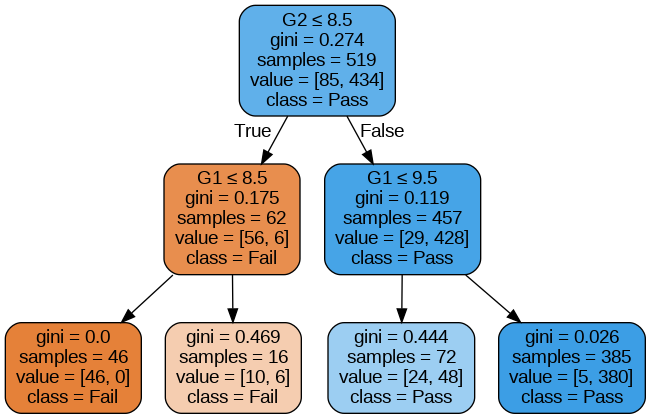 G2 ≤ 8.5
gini = 0.274
samples = 519
value = [85, 434]
class = Pass
True
False
G1 ≤ 8.5
gini = 0.175
samples = 62
value = [56, 6]
class = Fail
G1 ≤ 9.5
gini = 0.119
samples = 457
value = [29, 428]
class = Pass
gini = 0.0
samples = 46
value = [46, 0]
class = Fail
gini = 0.469
samples = 16
value = [10, 6]
class = Fail
gini = 0.444
samples = 72
value = [24, 48]
class = Pass
gini = 0.026
samples = 385
value = [5, 380]
class = Pass